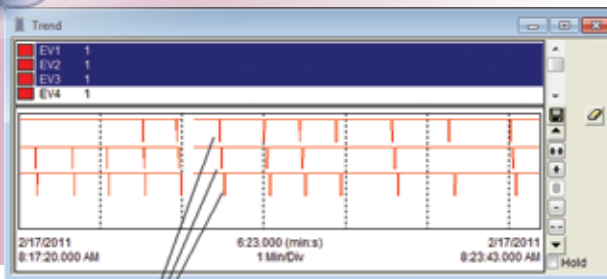 Trend
EV1 1
EV2 1
EV3 1
EV4 1
2/17/2011 6:23.000 (min:s) 2/17/2011
8:17:20.000 AM 1 Min/Div 8:23:43.000 AM
Hold